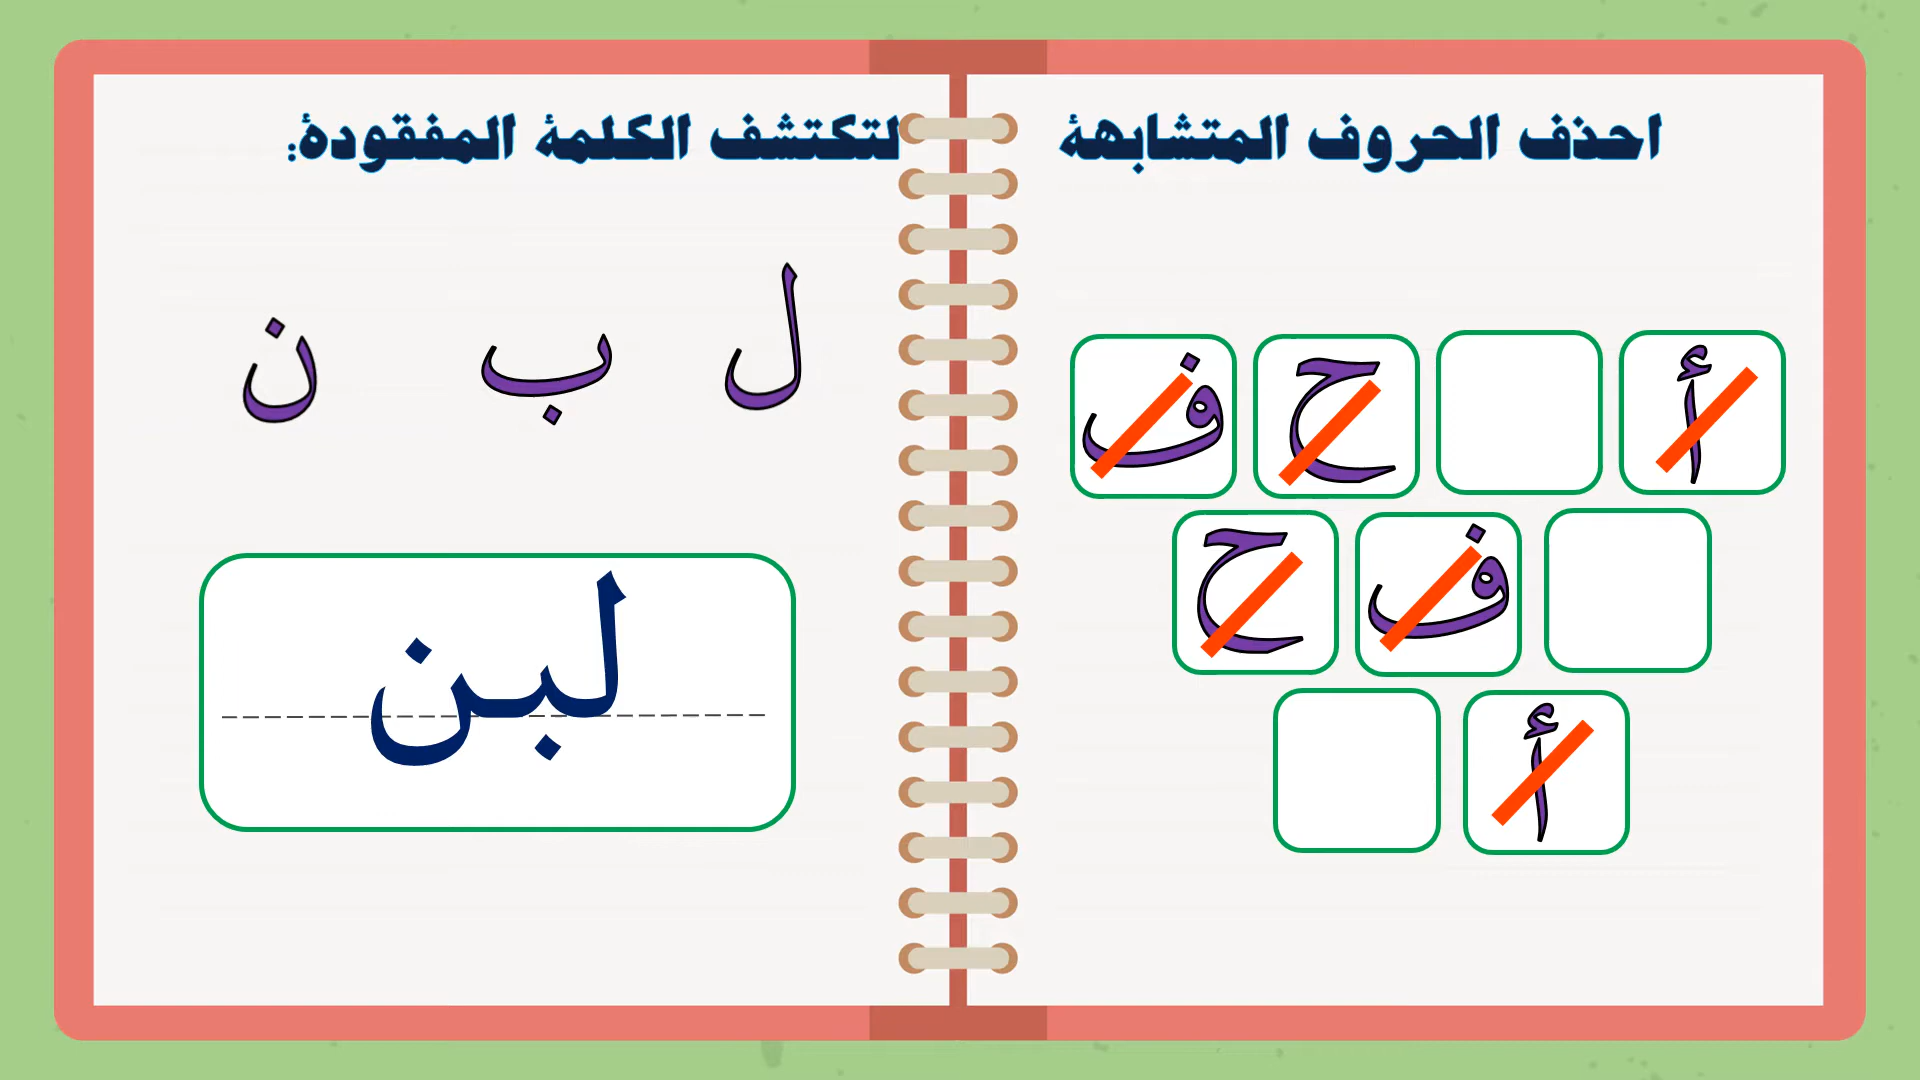 احذف الحروف المتشابهة لتكتشف الكلمة المفقودة:
أ ح ف
ف ح
أ
ل ب ن
لبن